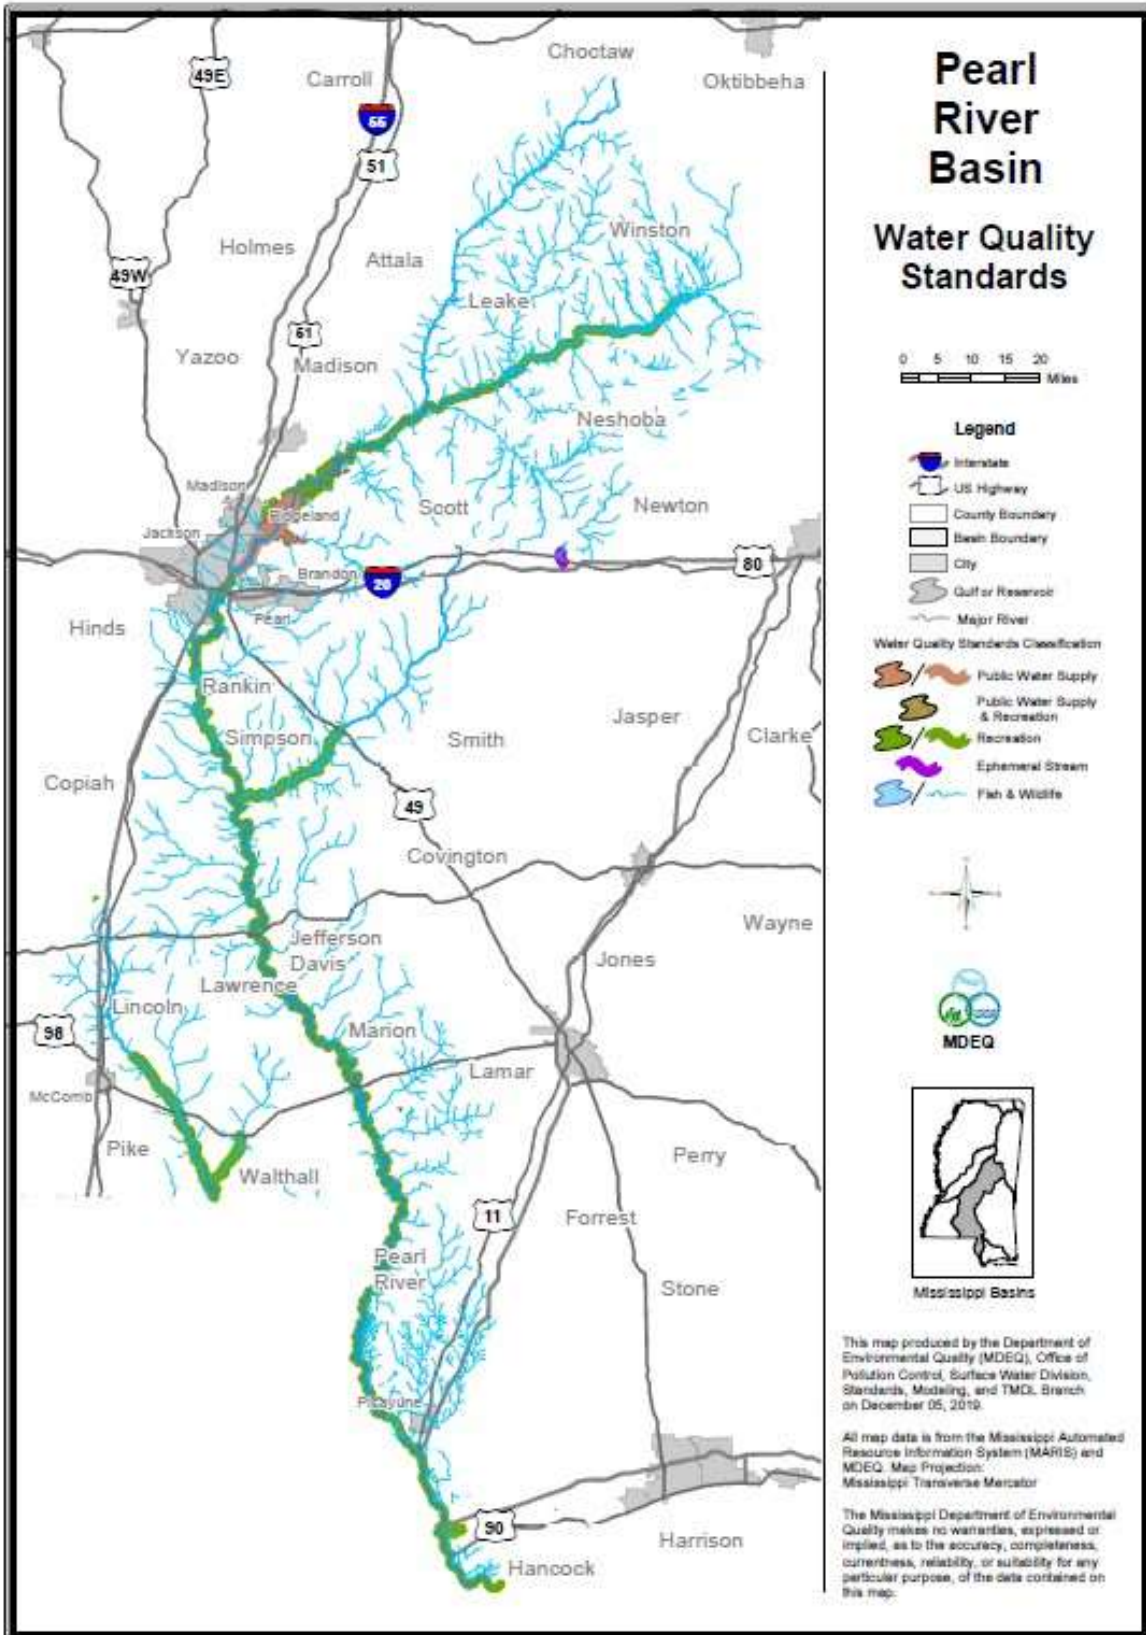 Pearl
River
Basin
Water Quality
Standards
0 5 10 15 20
Miles
Legend
Interstate
US Highway
County Boundary
Basin Boundary
City
Gulf or Reservoir
Major River
Water Quality Standards Classification
Public Water Supply
Public Water Supply
& Recreation
Recreation
Ephemeral Stream
Fish & Wildlife
MDEQ
Mississippi Basins
This map produced by the Department of
Environmental Quality (MDEQ), Office of
Pollution Control, Surface Water Division,
Standards, Modeling, and TMDL Branch
on December 05, 2019.
All map data is from the Mississippi Automated
Resource Information System (MARIS) and
MDEQ. Map Projection:
Mississippi Transverse Mercator
The Mississippi Department of Environmental
Quality makes no warranties, expressed or
implied, as to the accuracy, completeness,
currentness, reliability, or suitability for any
particular purpose, of the data contained on
this map.
Choctaw
49E
Carroll
Oktibbeha
55
51
Winston
Holmes
Attala
49W
Leake
51
Yazoo
Madison
Neshoba
Madison
Ridgeland
Scott
Newton
Jackson
80
Brandon
20
Pearl
Hinds
Rankin
Jasper
Simpson
Smith
Clarke
Copiah
49
Covington
Wayne
Jefferson
Davis
Jones
Lawrence
Lincoln
98
Marion
Lamar
McComb
Pike
Perry
Walthall
11
Forrest
Pearl
River
Stone
Picayune
90
Harrison
Hancock